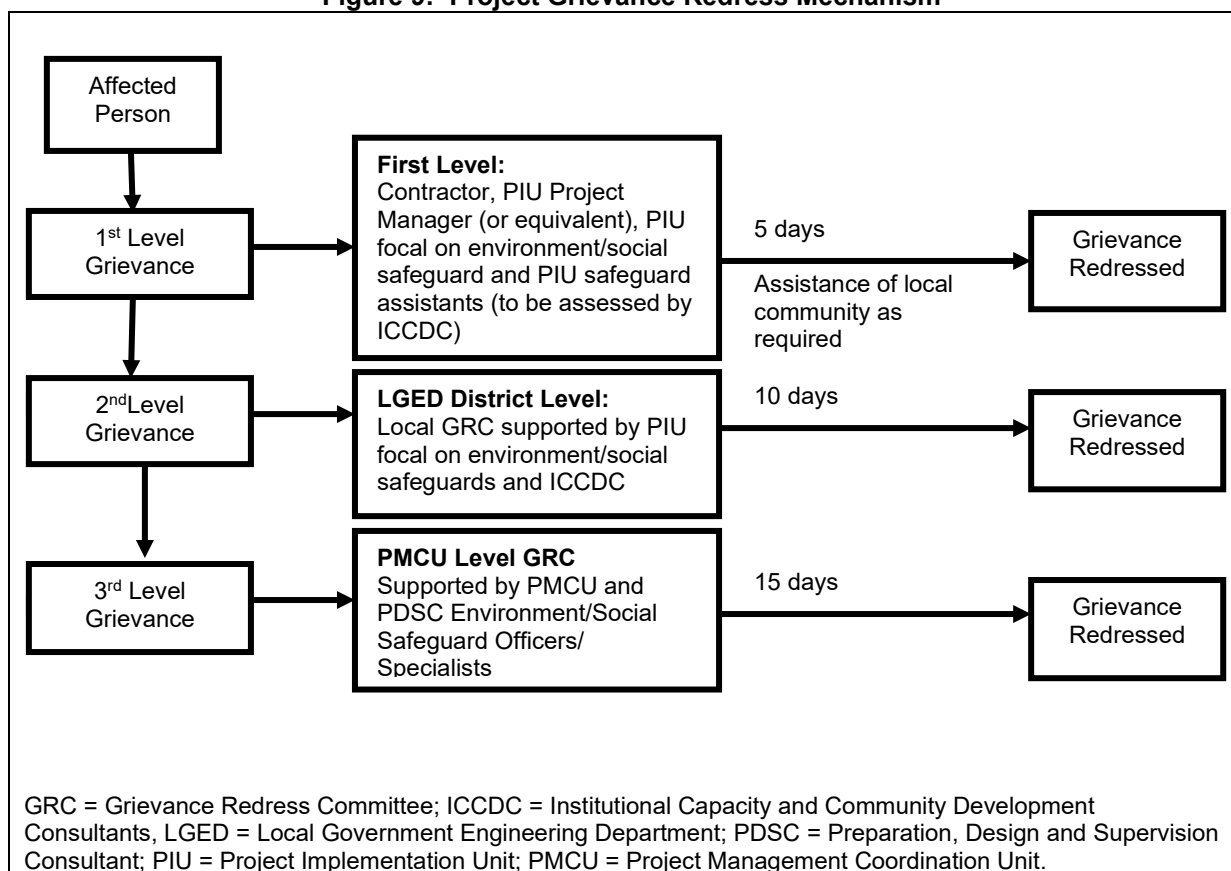 Figure 9: Project Grievance Redress Mechanism
Affected
Person
1st Level
Grievance
First Level:
Contractor, PIU Project
Manager (or equivalent), PIU
focal on environment/social
safeguard and PIU safeguard
assistants (to be assessed by
ICCDC)
5 days
Assistance of local
community as
required
Grievance
Redressed
2ndLevel
Grievance
LGED District Level:
Local GRC supported by PIU
focal on environment/social
safeguards and ICCDC
10 days
Grievance
Redressed
3rd Level
Grievance
PMCU Level GRC
Supported by PMCU and
PDSC Environment/Social
Safeguard Officers/
Specialists
15 days
Grievance
Redressed
GRC = Grievance Redress Committee; ICCDC = Institutional Capacity and Community Development
Consultants, LGED = Local Government Engineering Department; PDSC = Preparation, Design and Supervision
Consultant; PIU = Project Implementation Unit; PMCU = Project Management Coordination Unit.